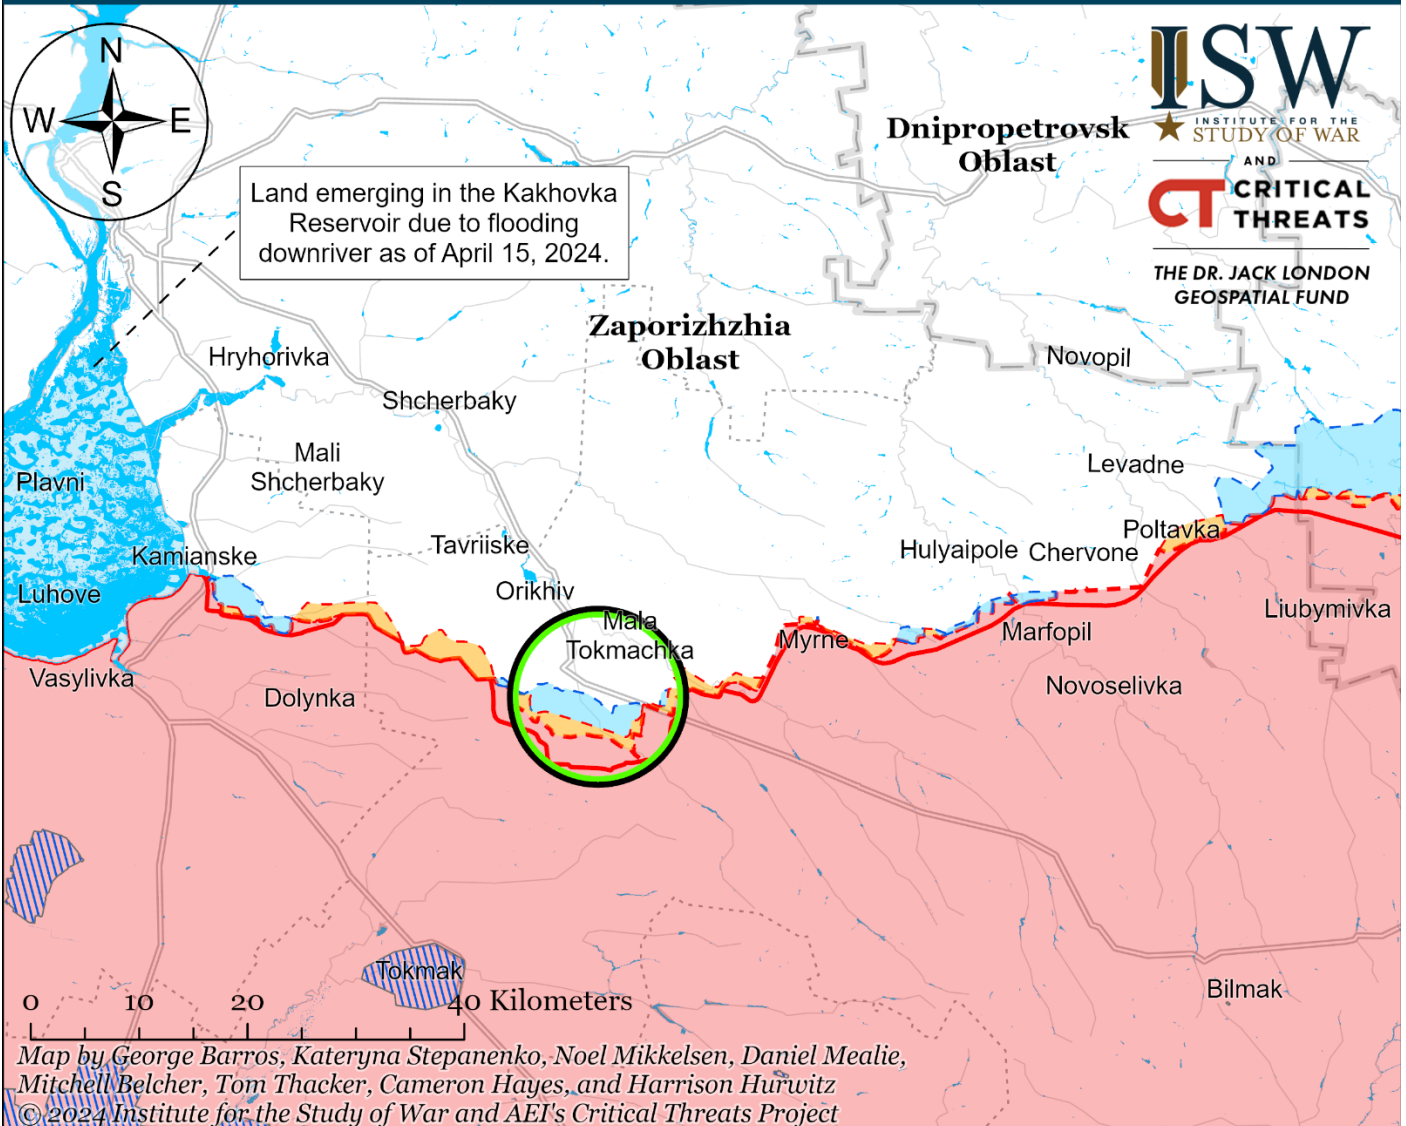 N
W E
S
ISW
INSTITUTE FOR THE
STUDY OF WAR
AND
CT CRITICAL
THREATS
THE DR. JACK LONDON
GEOSPATIAL FUND
Dnipropetrovsk
Oblast
Land emerging in the Kakhovka
Reservoir due to flooding
downriver as of April 15, 2024.
Zaporizhzhia
Oblast
Hryhorivka
Novopil
Shcherbaky
Mali
Shcherbaky
Levadne
Plavni
Poltavka
Tavriiske
Hulyaipole
Chervone
Kamianske
Orikhiv
Luhove
Liubymivka
Mala
Tokmachka
Myrne
Marfopil
Vasylivka
Dolynka
Novoselivka
Tokmak
Bilmak
0 10 20 40 Kilometers
Map by George Barros, Kateryna Stepanenko, Noel Mikkelsen, Daniel Mealie,
Mitchell Belcher, Tom Thacker, Cameron Hayes, and Harrison Hurwitz
© 2024 Institute for the Study of War and AEI's Critical Threats Project